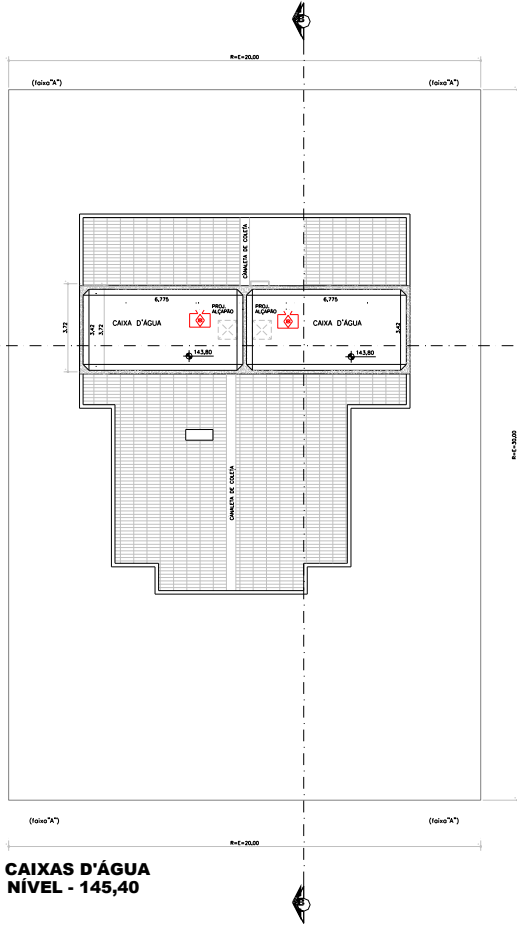 R=E=20,00
(faixa"A")
(faixa"A")
CANALETA DE COLETA
6,775
6,775
PROJ.
ALÇAPÃO
PROJ.
ALÇAPÃO
CAIXA D'ÁGUA
CAIXA D'ÁGUA
3,72
3,42
3,72
3,42
143,80
143,80
R=E=30,00
CANALETA DE COLETA
(faixa"A")
(faixa"A")
R=E=20,00
CAIXAS D'ÁGUA
NÍVEL - 145,40